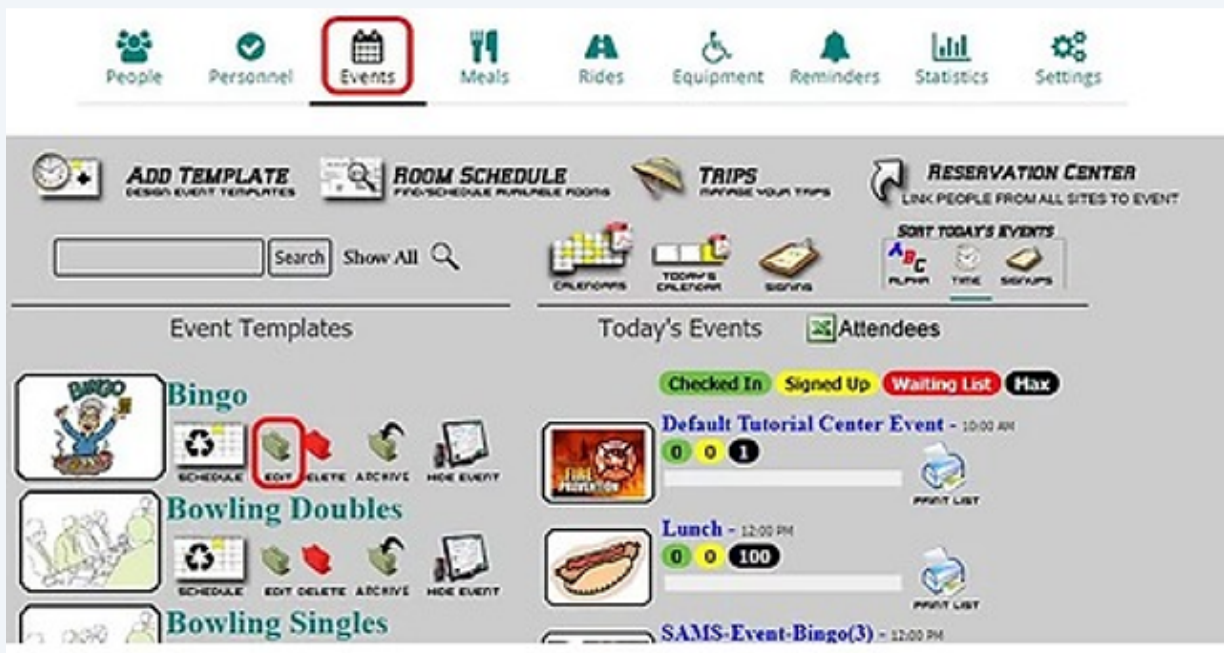 People Personnel Events Meals Rides Equipment Reminders Statistics Settings
ADD TEMPLATE
DESIGN EVENT TEMPLATES
ROOM SCHEDULE
FIND/SCHEDULE AVAILABLE ROOMS
TRIPS
MANAGE YOUR TRIPS
RESERVATION CENTER
LINK PEOPLE FROM ALL SITES TO EVENT
Search Show All
CALENDARS
TODAY'S
CALENDAR
SIGNING
SORT TODAY'S EVENTS
ABC
ALPHA TIME SIGNUPS
Event Templates
Today's Events Attendees
BINGO
Bingo
SCHEDULE EDIT DELETE ARCHIVE HIDE EVENT
Bowling Doubles
SCHEDULE EDIT DELETE ARCHIVE HIDE EVENT
Bowling Singles
Checked In Signed Up Waiting List Max
Default Tutorial Center Event - 10:00 AM
FIRE
PREVENTION
0 0 1
PRINT LIST
Lunch - 12:00 PM
0 0 100
PRINT LIST
SAMS-Event-Bingo(3) - 12:00 PM